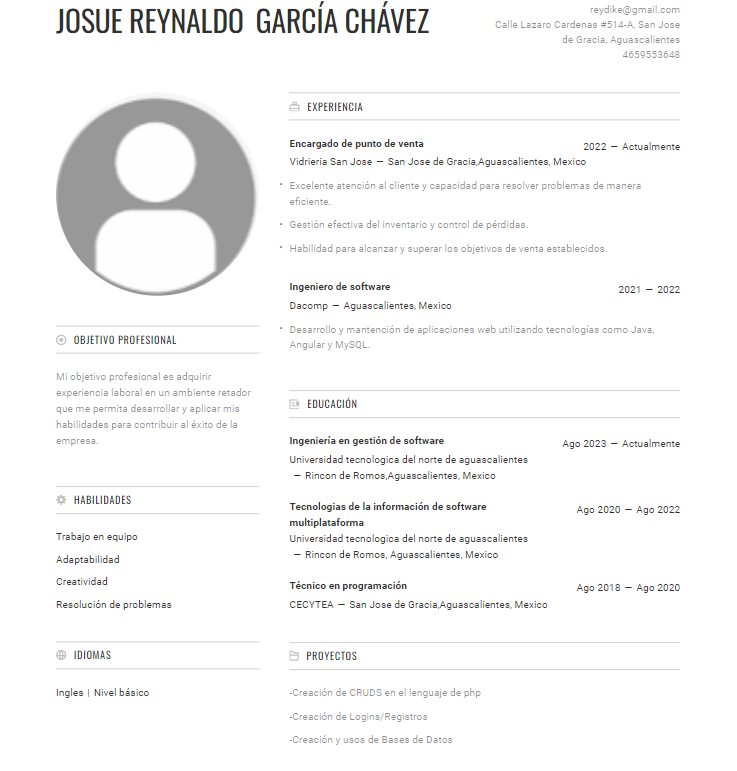 JOSUE REYNALDO  GARCÍA CHÁVEZ
reydike@gmail.com
Calle Lazaro Cardenas #514-A, San Jose
de Gracia, Aguascalientes
4659553648
OBJETIVO PROFESIONAL
Mi objetivo profesional es adquirir
experiencia laboral en un ambiente retador
que me permita desarrollar y aplicar mis
habilidades para contribuir al éxito de la
empresa.
HABILIDADES
Trabajo en equipo
Adaptabilidad
Creatividad
Resolución de problemas
IDIOMAS
Ingles | Nivel básico
EXPERIENCIA
Encargado de punto de venta 2022 — Actualmente
Vidrieria San Jose — San Jose de Gracia,Aguascalientes, Mexico
• Excelente atención al cliente y capacidad para resolver problemas de manera
eficiente.
• Gestión efectiva del inventario y control de pérdidas.
• Habilidad para alcanzar y superar los objetivos de venta establecidos.
Ingeniero de software 2021 — 2022
Dacomp — Aguascalientes, Mexico
• Desarrollo y mantención de aplicaciones web utilizando tecnologías como Java,
Angular y MySQL.
EDUCACIÓN
Ingeniería en gestión de software Ago 2023 — Actualmente
Universidad tecnologica del norte de aguascalientes
— Rincon de Romos,Aguascalientes, Mexico
Tecnologias de la información de software Ago 2020 — Ago 2022
multiplataforma
Universidad tecnologica del norte de aguascalientes
— Rincon de Romos, Aguascalientes, Mexico
Técnico en programación Ago 2018 — Ago 2020
CECYTEA — San Jose de Gracia,Aguascalientes, Mexico
PROYECTOS
-Creación de CRUDS en el lenguaje de php
-Creación de Logins/Registros
-Creación y usos de Bases de Datos